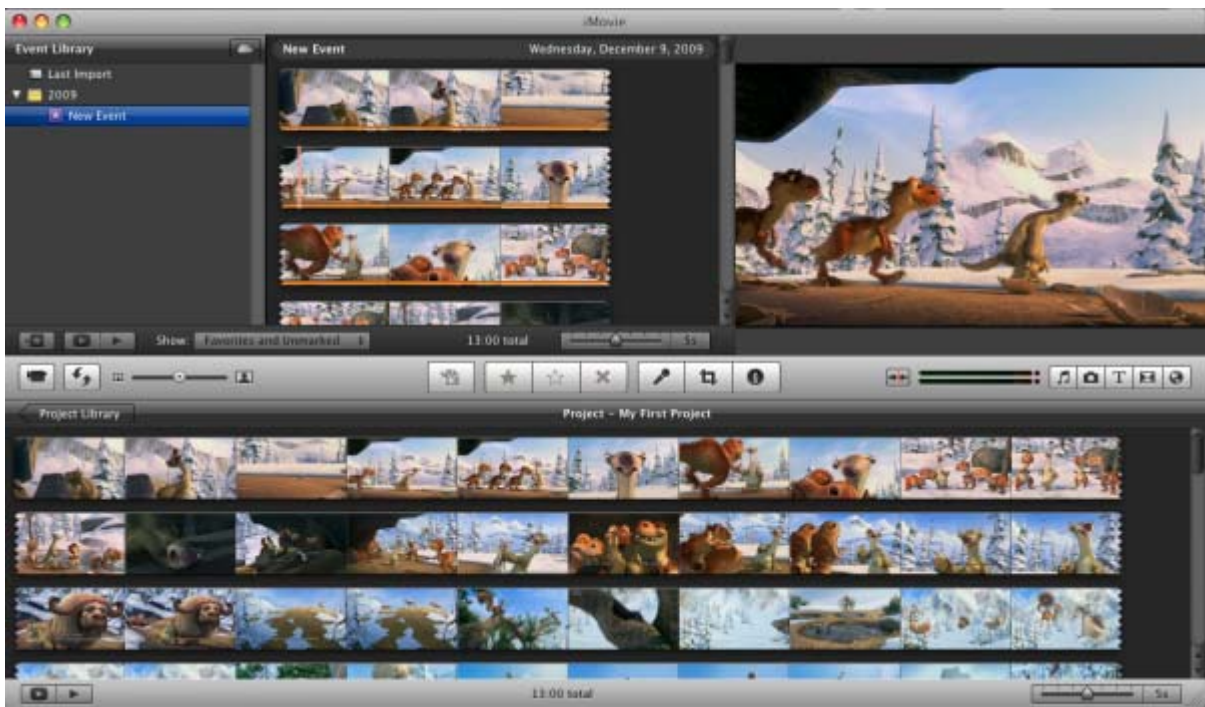 iMovie
Event Library
Last Import
2009
New Event
New Event Wednesday, December 9, 2009
Show: Favorites and Unmarked 13:00 total 5s
T
Project Library Project - My First Project
13:00 total 5s